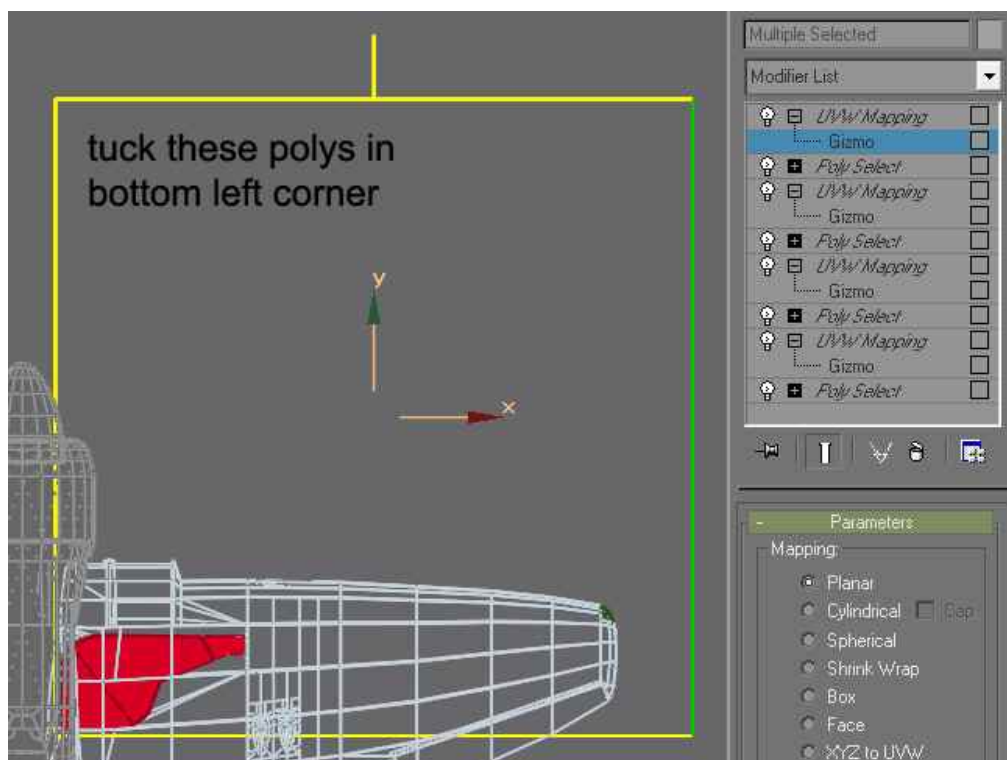 Multiple Selected
Modifier List
UVW Mapping
Gizmo
Poly Select
UVW Mapping
Gizmo
Poly Select
UVW Mapping
Gizmo
Poly Select
UVW Mapping
Gizmo
Poly Select
tuck these polys in
bottom left corner
y
x
- Parameters
Mapping:
Planar
Cylindrical Cap
Spherical
Shrink Wrap
Box
Face
XYZ to UVW